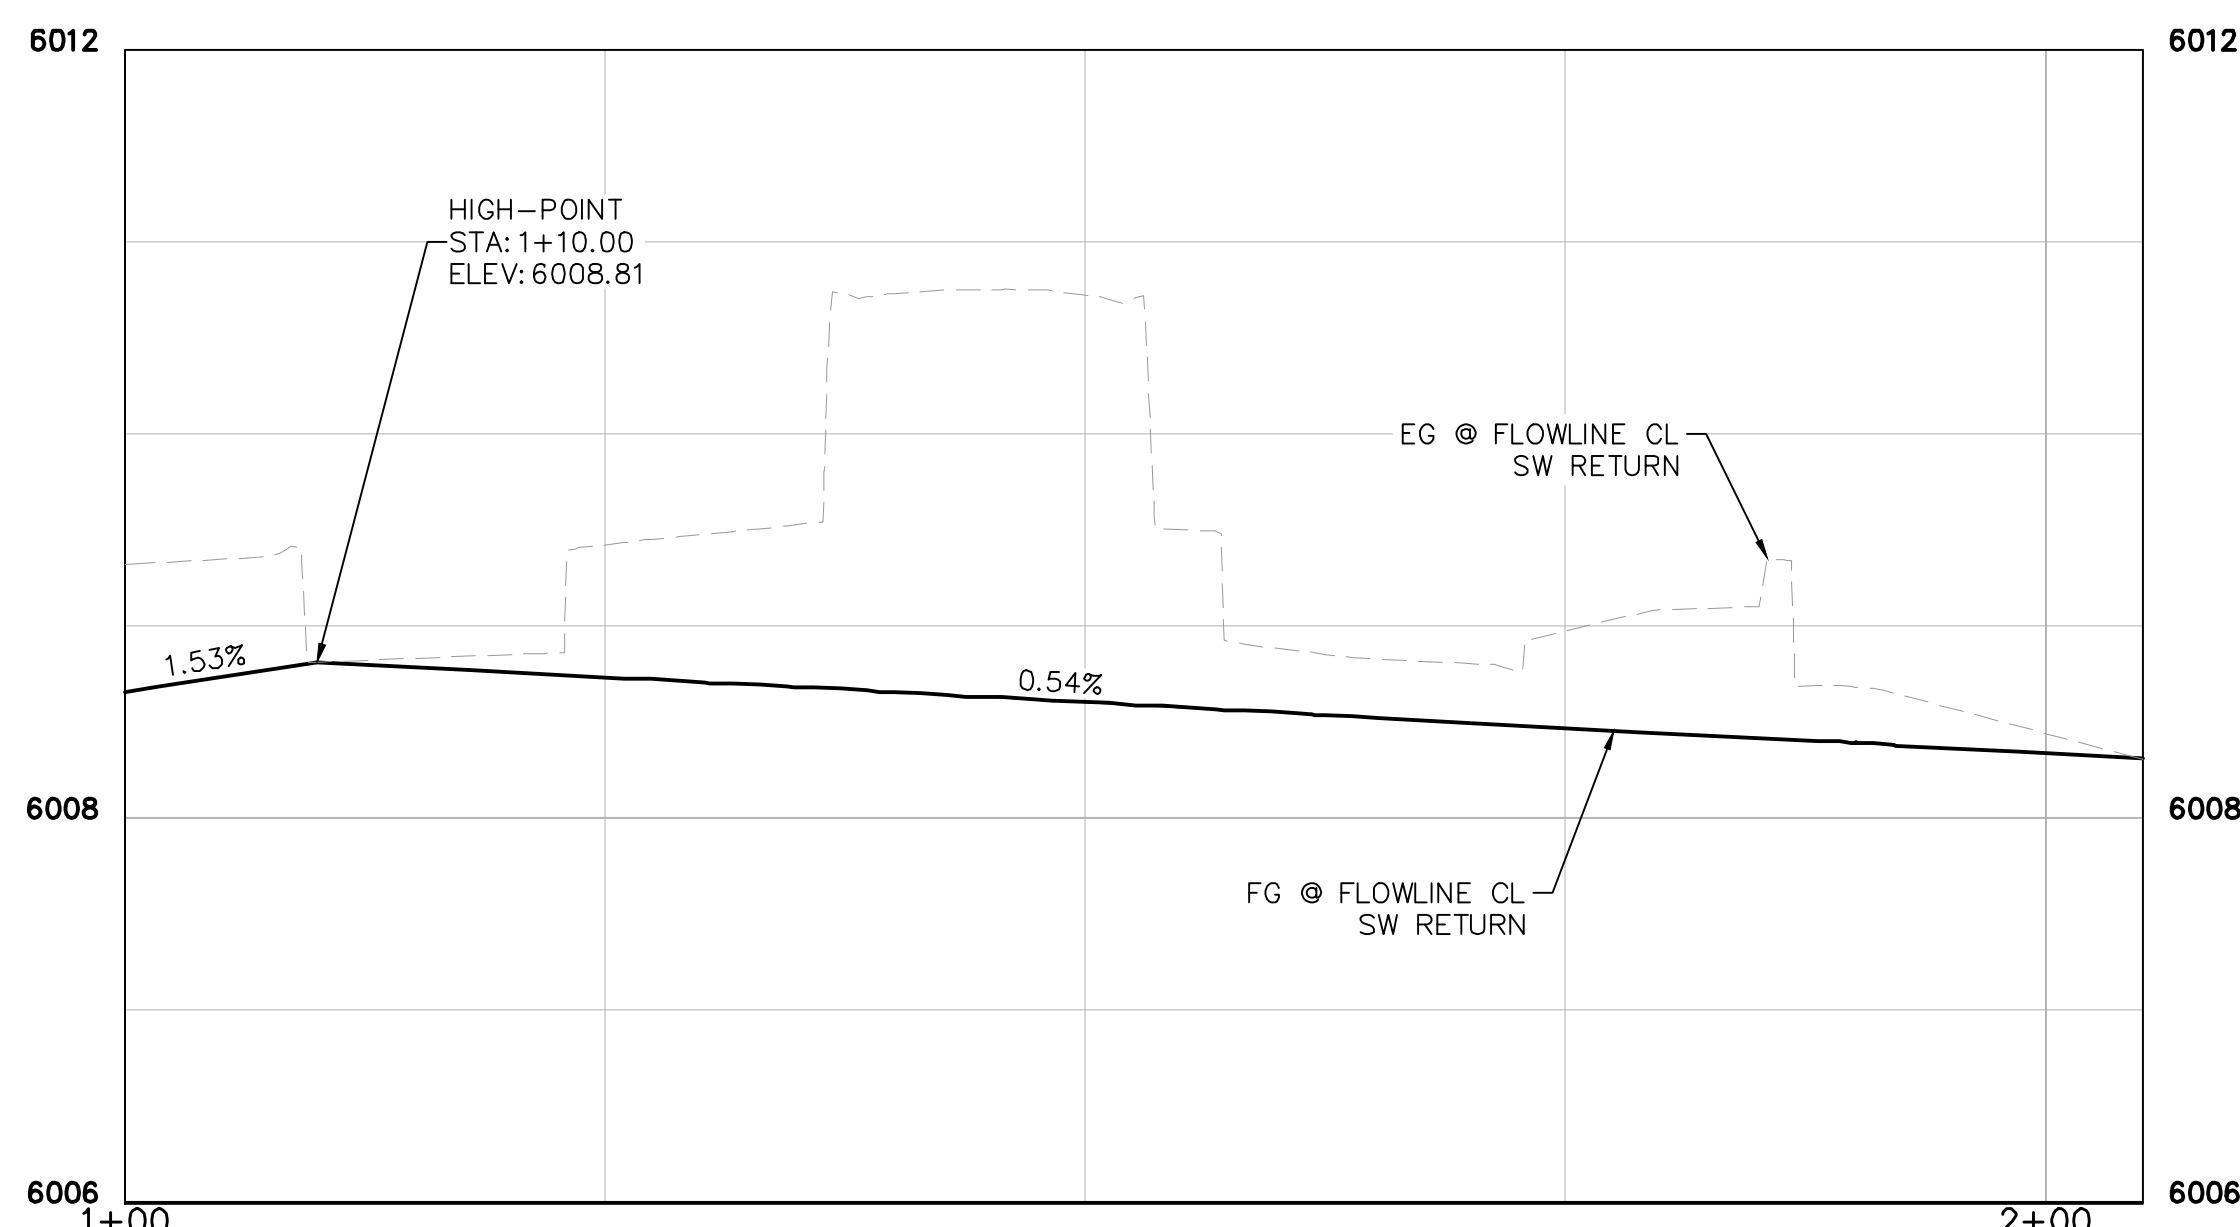 6012
6012
HIGH-POINT
STA: 1+10.00
ELEV: 6008.81
EG @ FLOWLINE CL
SW RETURN
1.53%
0.54%
6008
6008
FG @ FLOWLINE CL
SW RETURN
6006
6006
1+00
2+00